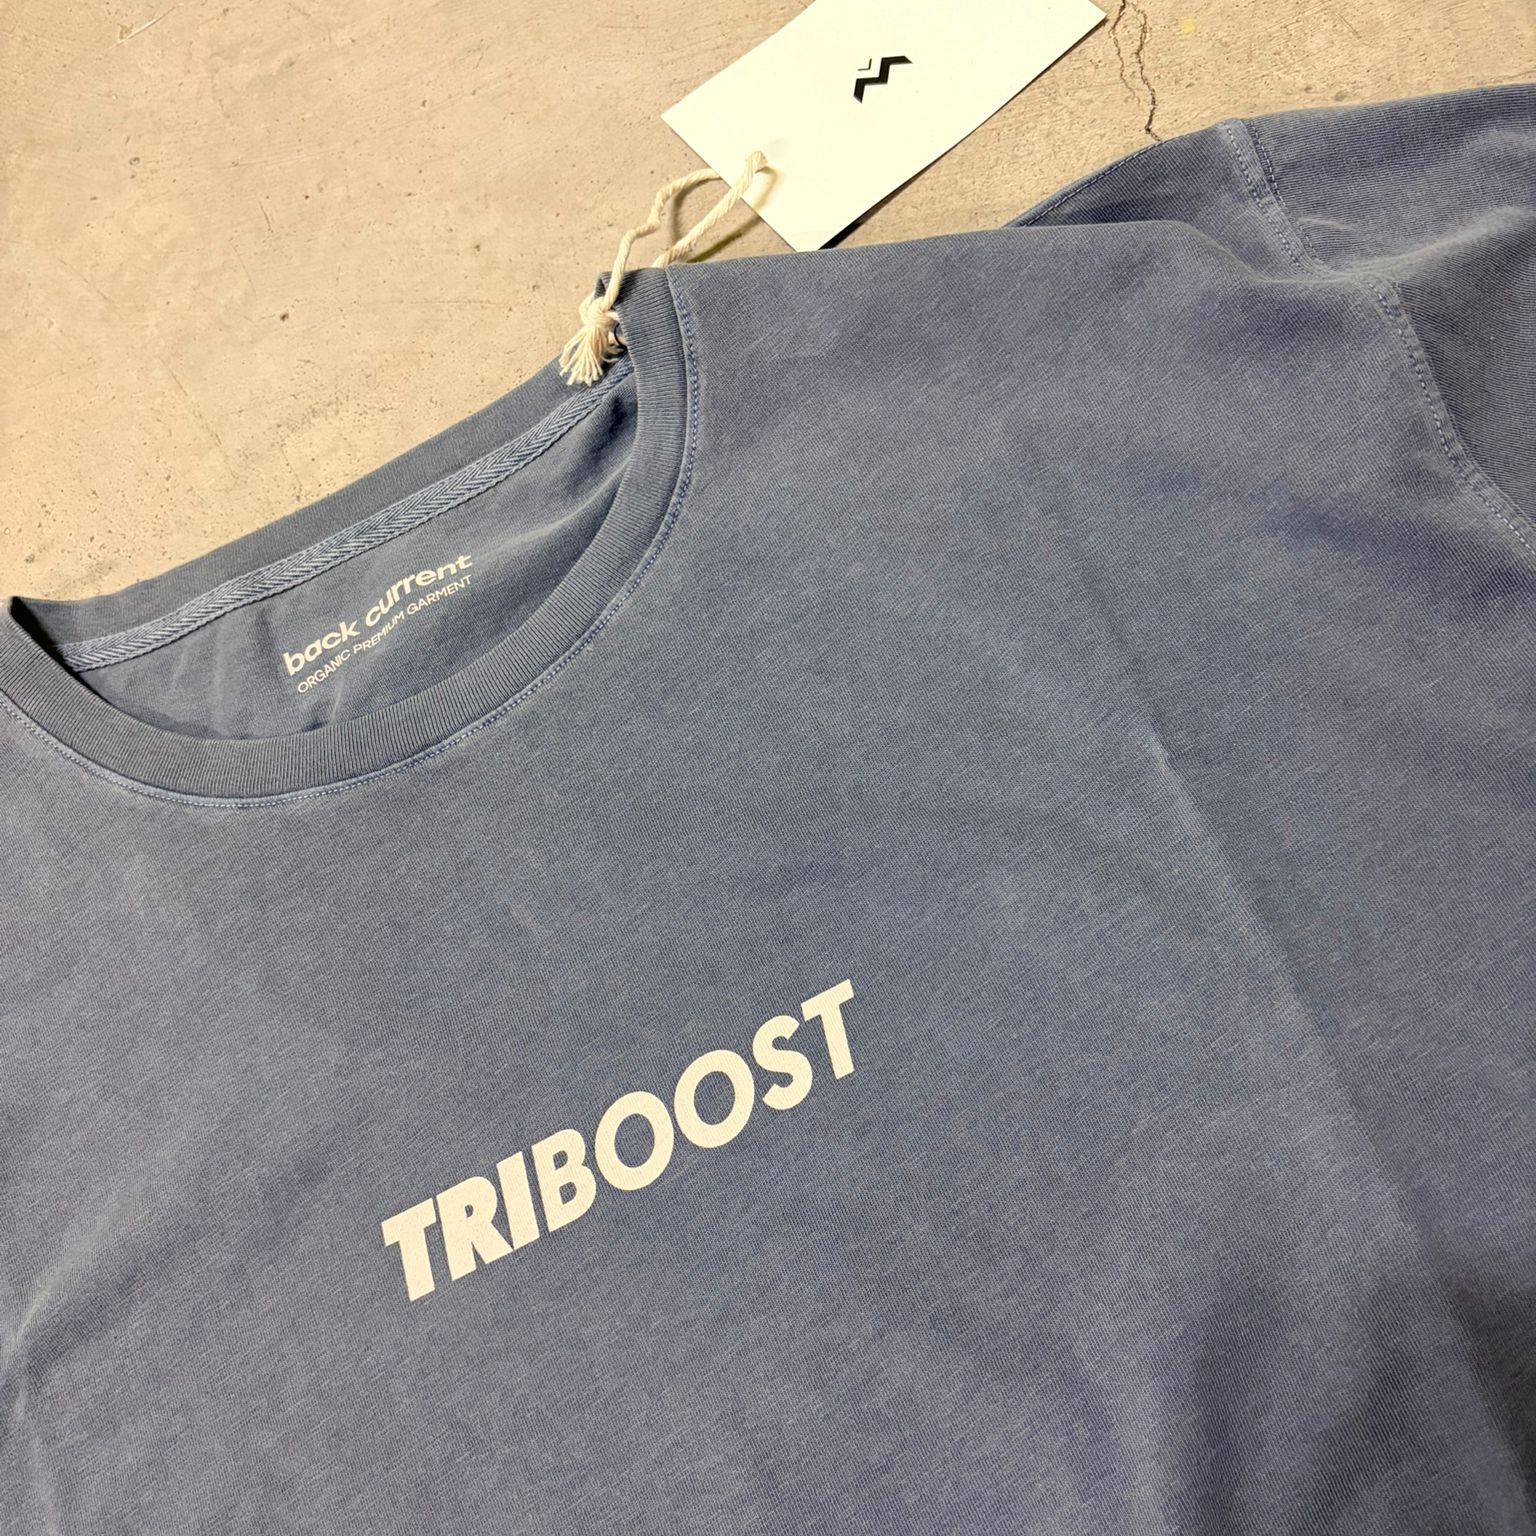 back current
ORGANIC PREMIUM GARMENT
TRIBOOST